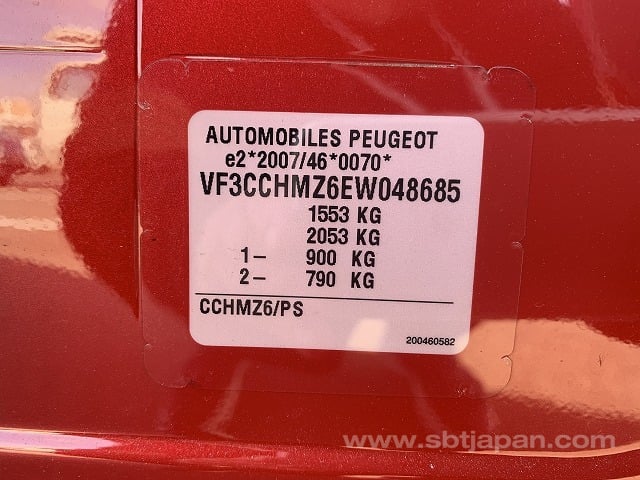 AUTOMOBILES PEUGEOT
e2*2007/46*0070*
VF3CCHMZ6EW048685
1553 KG
2053 KG
1– 900 KG
2– 790 KG
CCHMZ6/PS
200460582
www.sbtjapan.com